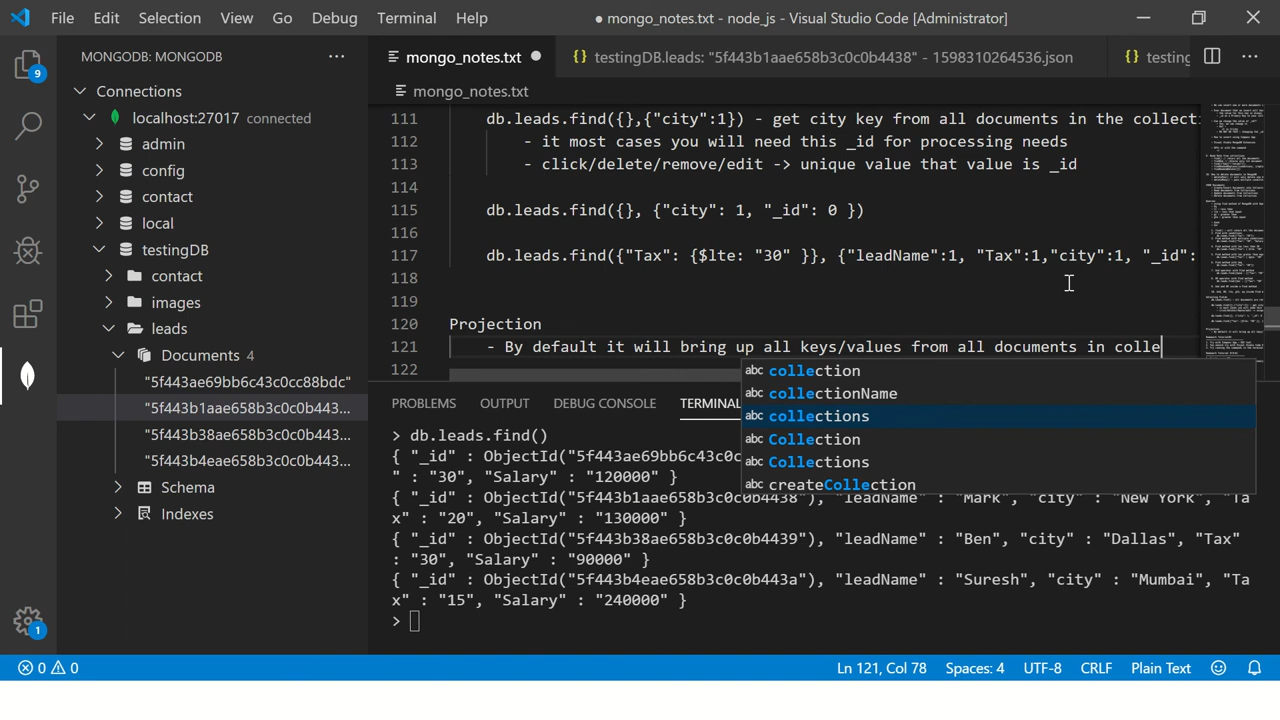 File Edit Selection View Go Debug Terminal Help
● mongo_notes.txt - node_js - Visual Studio Code [Administrator]
MONGODB: MONGODB
Connections
localhost:27017 connected
admin
config
contact
local
testingDB
contact
images
leads
Documents 4
"5f443ae69bb6c43c0cc88bdc"
"5f443b1aae658b3c0c0b443...
"5f443b38ae658b3c0c0b443...
"5f443b4eae658b3c0c0b443...
Schema
Indexes
9
1
mongo_notes.txt
{} testingDB.leads: "5f443b1aae658b3c0c0b4438" - 1598310264536.json
{} testing
mongo_notes.txt
111 db.leads.find({},{"city":1}) - get city key from all documents in the collecti
112 - it most cases you will need this _id for processing needs
113 - click/delete/remove/edit -> unique value that value is _id
114
115 db.leads.find({}, {"city": 1, "_id": 0 })
116
117 db.leads.find({"Tax": {$lte: "30" }}, {"leadName":1, "Tax":1,"city":1, "_id":
118
119
120 Projection
121 - By default it will bring up all keys/values from all documents in colle
122
abc collection
abc collectionName
abc collections
abc Collection
abc Collections
abc createCollection
PROBLEMS OUTPUT DEBUG CONSOLE TERMINAL
> db.leads.find()
{ "_id" : ObjectId("5f443ae69bb6c43c0c
" : "30", "Salary" : "120000" }
{ "_id" : ObjectId("5f443b1aae658b3c0c0b4438"), "leadName" : "Mark", "city" : "New York", "Ta
x" : "20", "Salary" : "130000" }
{ "_id" : ObjectId("5f443b38ae658b3c0c0b4439"), "leadName" : "Ben", "city" : "Dallas", "Tax"
: "30", "Salary" : "90000" }
{ "_id" : ObjectId("5f443b4eae658b3c0c0b443a"), "leadName" : "Suresh", "city" : "Mumbai", "Ta
x" : "15", "Salary" : "240000" }
>
0 0 Ln 121, Col 78 Spaces: 4 UTF-8 CRLF Plain Text